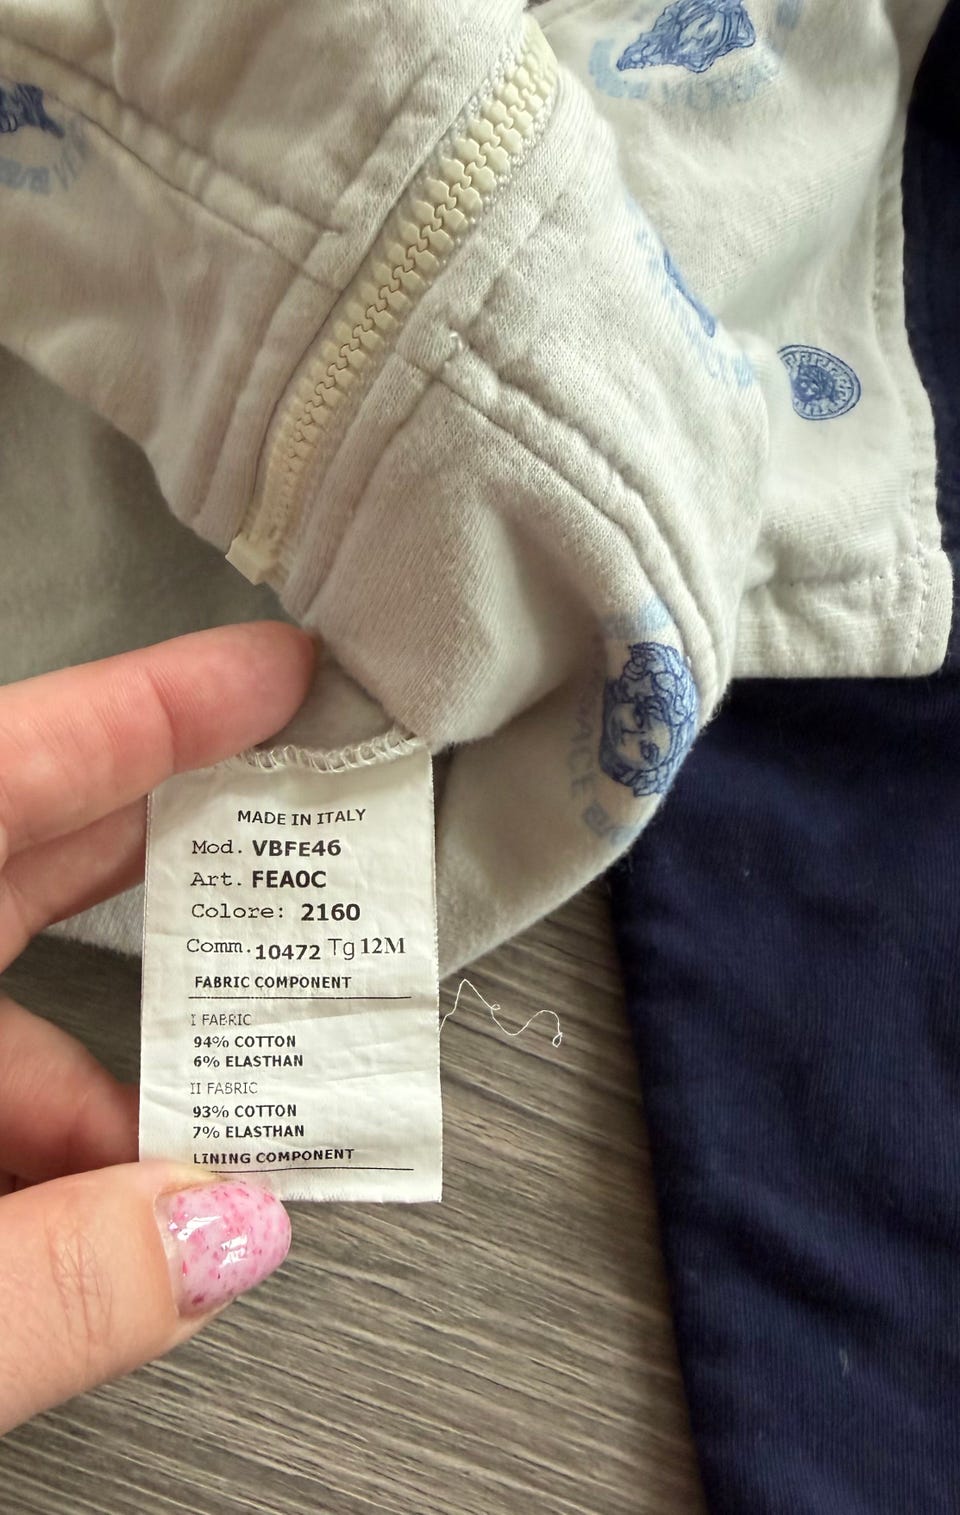 MADE IN ITALY
Mod. VBFE46
Art. FEA0C
Colore: 2160
Comm. 10472 Tg 12M
FABRIC COMPONENT
I FABRIC
94% COTTON
6% ELASTHAN
II FABRIC
93% COTTON
7% ELASTHAN
LINING COMPONENT